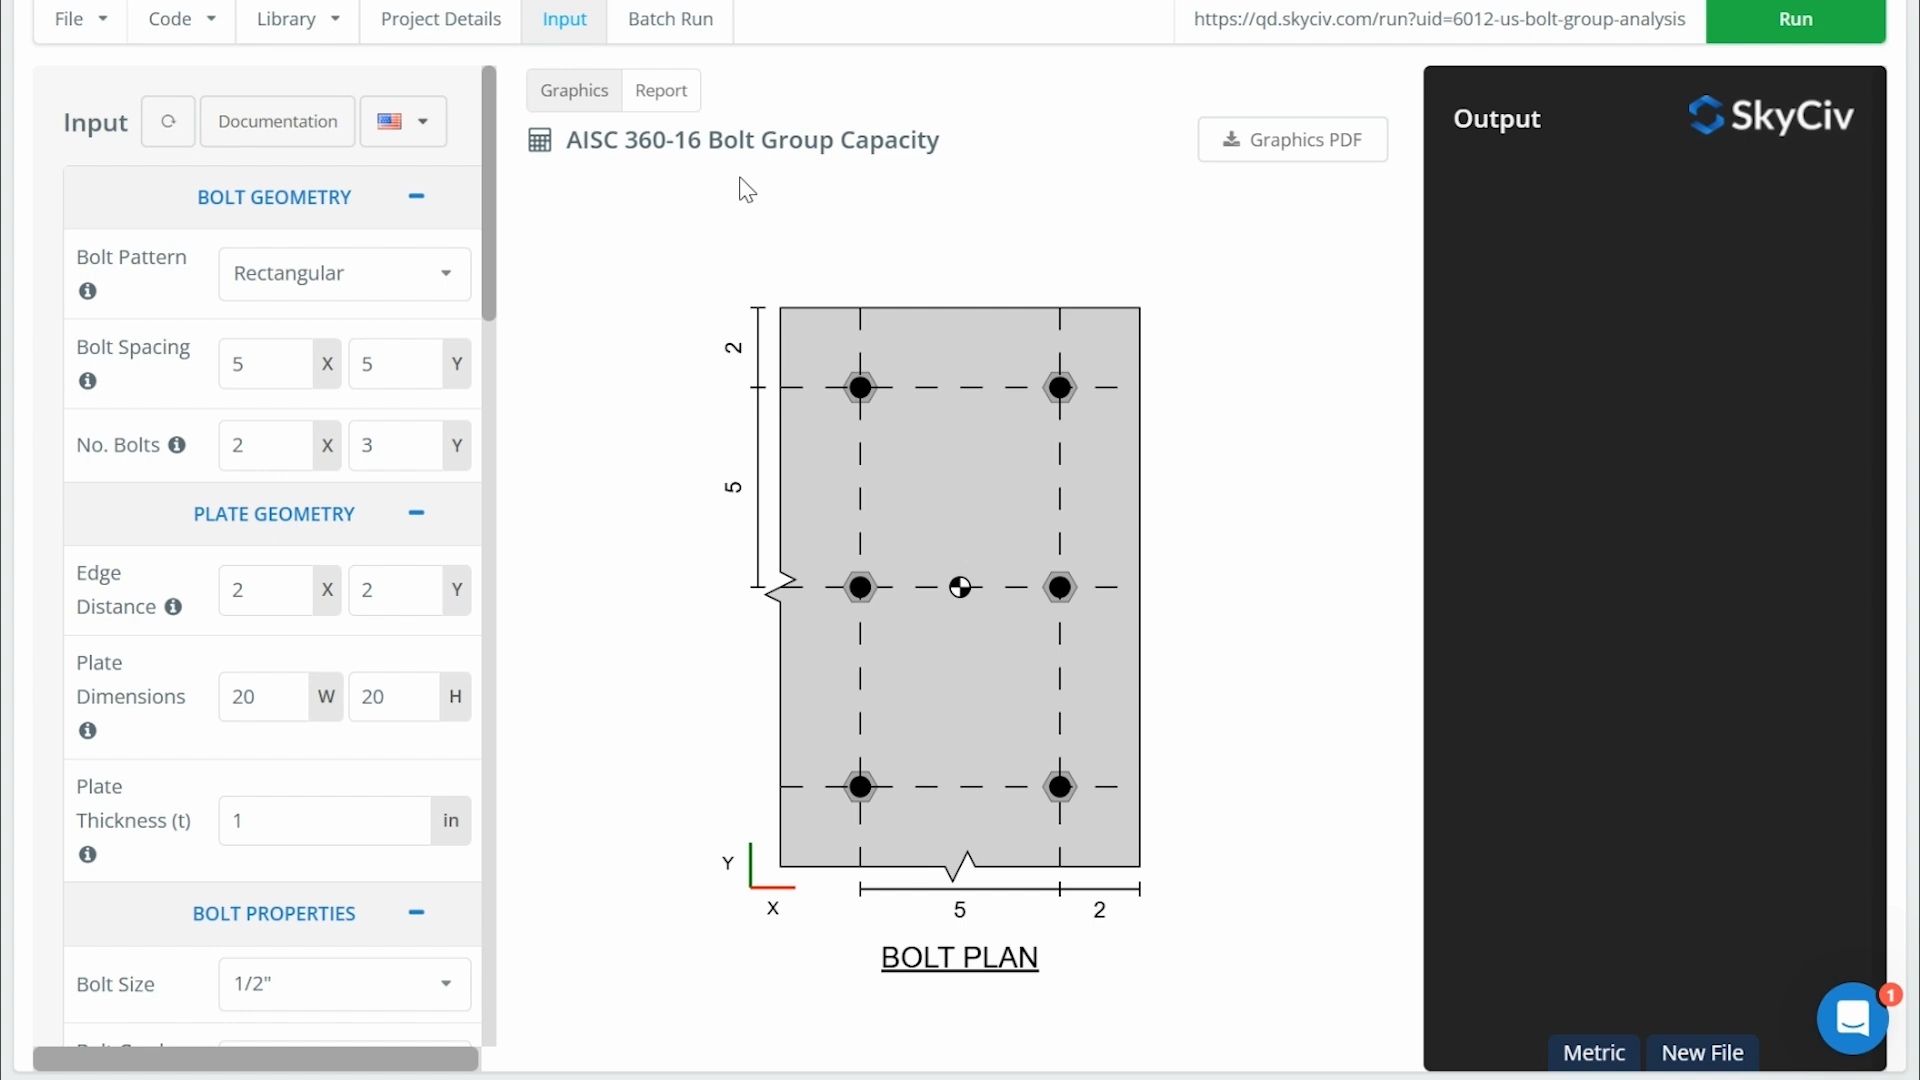 File Code Library Project Details Input Batch Run https://qd.skyciv.com/run?uid=6012-us-bolt-group-analysis Run
Input Documentation
BOLT GEOMETRY
Bolt Pattern Rectangular
Bolt Spacing 5 X 5 Y
No. Bolts 2 X 3 Y
PLATE GEOMETRY
Edge
Distance 2 X 2 Y
Plate
Dimensions 20 W 20 H
Plate
Thickness (t) 1 in
BOLT PROPERTIES
Bolt Size 1/2"
Graphics Report
AISC 360-16 Bolt Group Capacity
Graphics PDF
2
5
Y
X
5 2
BOLT PLAN
Output SkyCiv
1
Metric New File